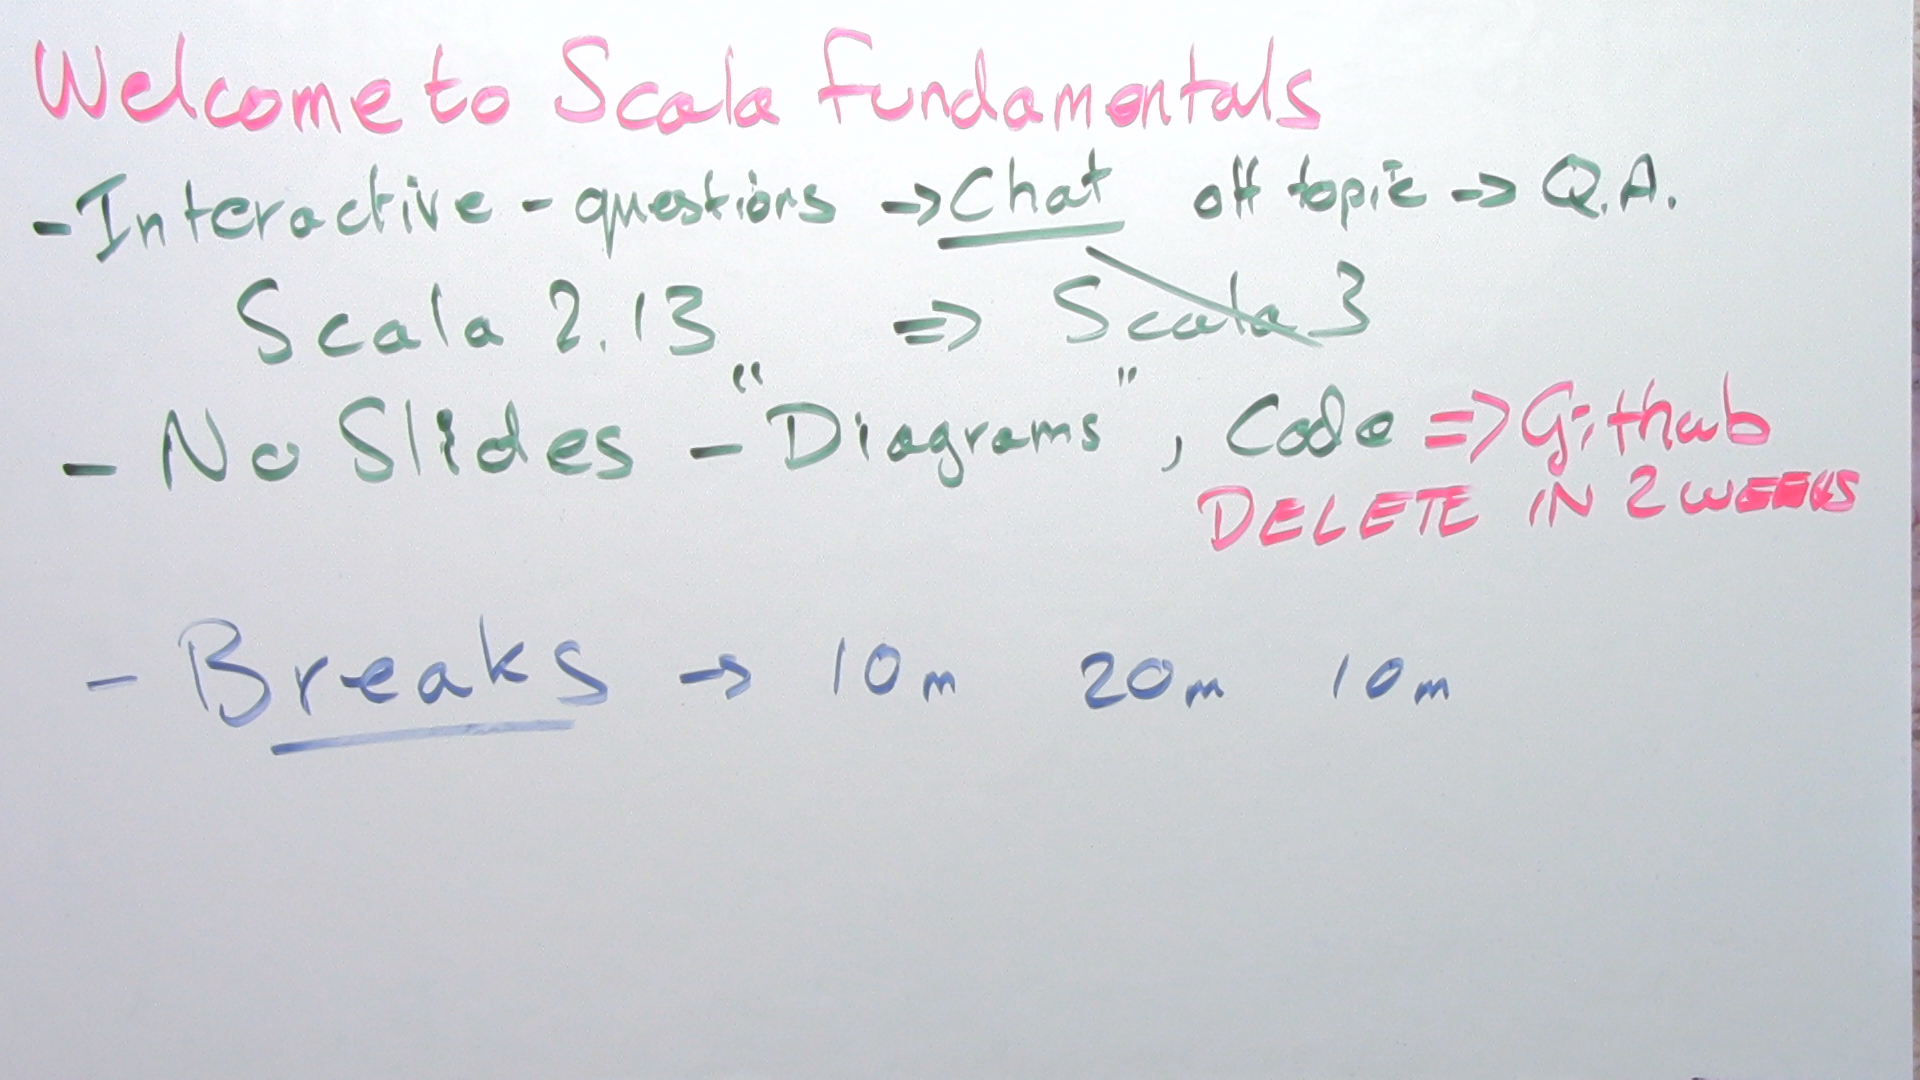 Welcome to Scala Fundamentals
- Interactive - questions -> Chat off topic -> Q.A.
Scala 2.13 => Scala 3
- No Slides - "Diagrams", Code => Github
DELETE IN 2 WEEKS
- Breaks -> 10m 20m 10m